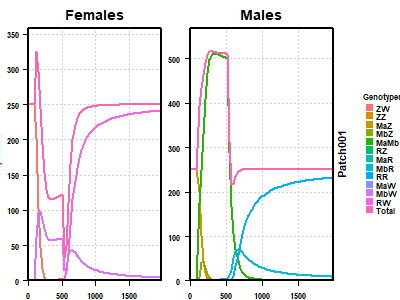 Females
Males
350
300
250
200
150
100
50
0
500
400
300
200
100
0
0
500
1000
1500
0
500
1000
1500
Patch001
Genotype
ZW
ZZ
MaZ
MbZ
MaMb
RZ
MaR
MbR
RR
MaW
MbW
RW
Total